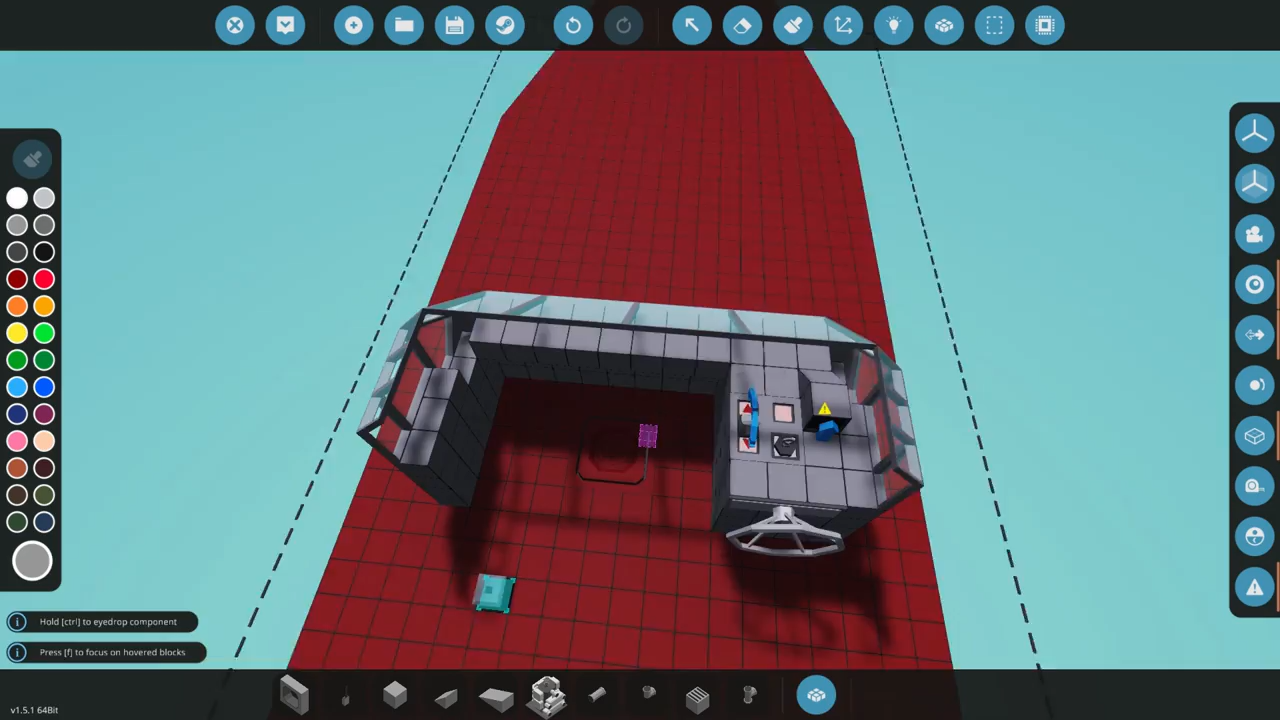 Hold [ctrl] to eyedrop component
Press [f] to focus on hovered blocks
v1.5.1 64Bit